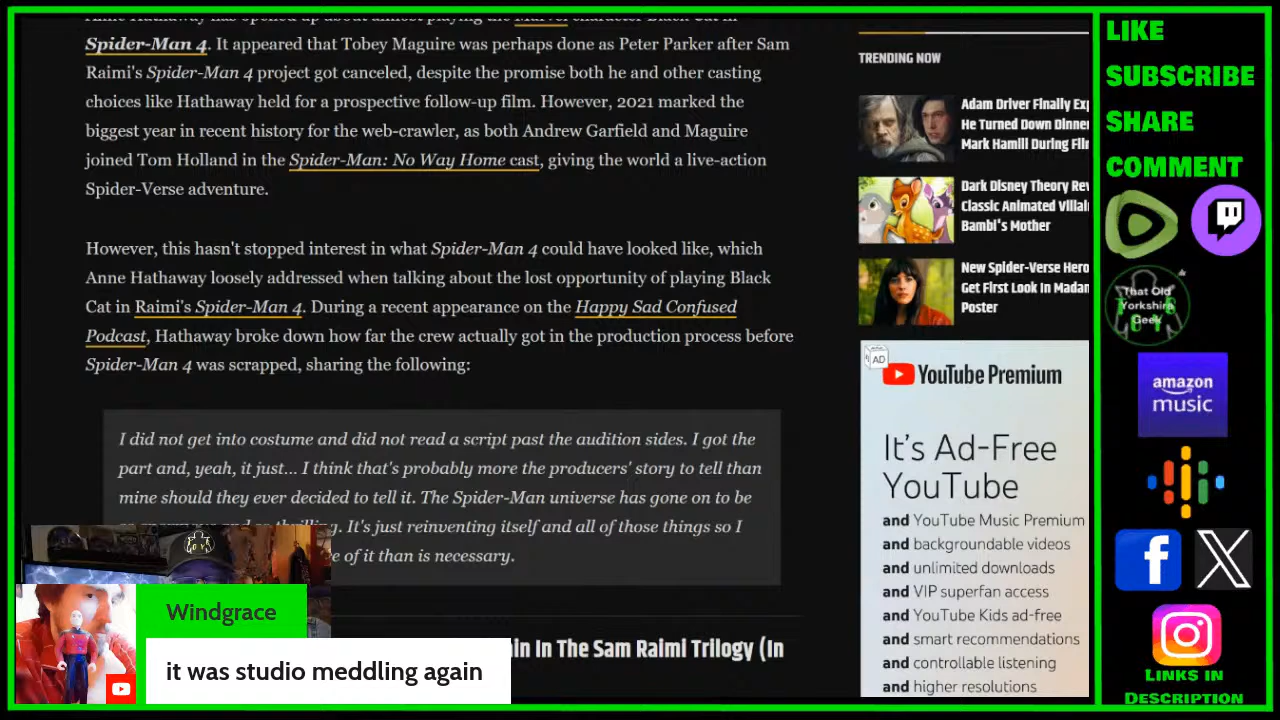 Spider-Man 4. It appeared that Tobey Maguire was perhaps done as Peter Parker after Sam
Raimi's Spider-Man 4 project got canceled, despite the promise both he and other casting
choices like Hathaway held for a prospective follow-up film. However, 2021 marked the
biggest year in recent history for the web-crawler, as both Andrew Garfield and Maguire
joined Tom Holland in the Spider-Man: No Way Home cast, giving the world a live-action
Spider-Verse adventure.
However, this hasn't stopped interest in what Spider-Man 4 could have looked like, which
Anne Hathaway loosely addressed when talking about the lost opportunity of playing Black
Cat in Raimi's Spider-Man 4. During a recent appearance on the Happy Sad Confused
Podcast, Hathaway broke down how far the crew actually got in the production process before
Spider-Man 4 was scrapped, sharing the following:
I did not get into costume and did not read a script past the audition sides. I got the
part and, yeah, it just... I think that's probably more the producers' story to tell than
mine should they ever decided to tell it. The Spider-Man universe has gone on to be
It's just reinventing itself and all of those things so I
of it than is necessary.
In The Sam Raimi Trilogy (In
Windgrace
it was studio meddling again
TRENDING NOW
Adam Driver Finally
He Turned Down
Mark Hamill During
Dark Disney Theory
Classic Animated
Bambi's Mother
New Spider-Verse
Get First Look In
Poster
AD
YouTube Premium
It's Ad-Free
YouTube
and YouTube Music Premium
and backgroundable videos
and unlimited downloads
and VIP superfan access
and YouTube Kids ad-free
and smart recommendations
and controllable listening
and higher resolutions
LIKE
SUBSCRIBE
SHARE
COMMENT
That Old
Yorkshire
Geek
amazon
music
Links in
Description